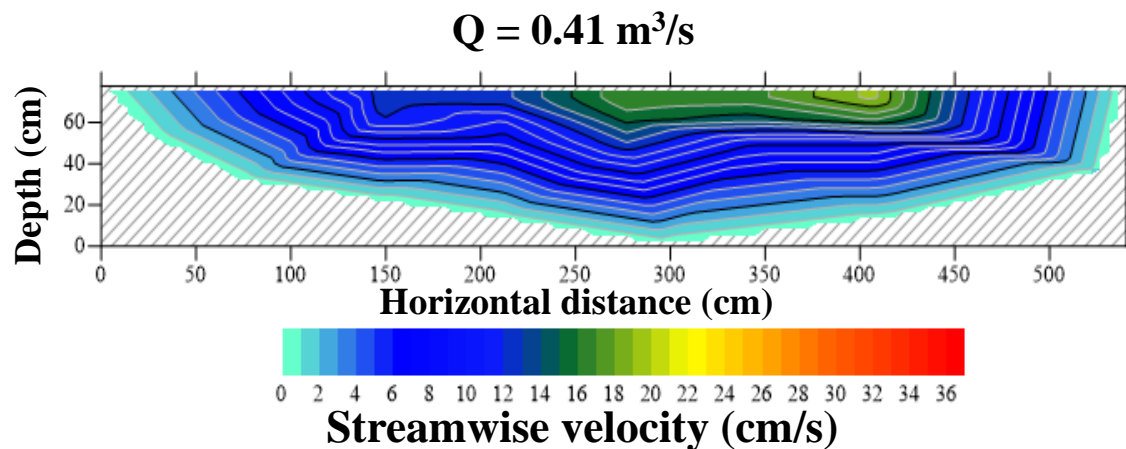 Q = 0.41 m³/s
Depth (cm)
60
40
20
0
0 50 100 150 200 250 300 350 400 450 500
Horizontal distance (cm)
0 2 4 6 8 10 12 14 16 18 20 22 24 26 28 30 32 34 36
Streamwise velocity (cm/s)